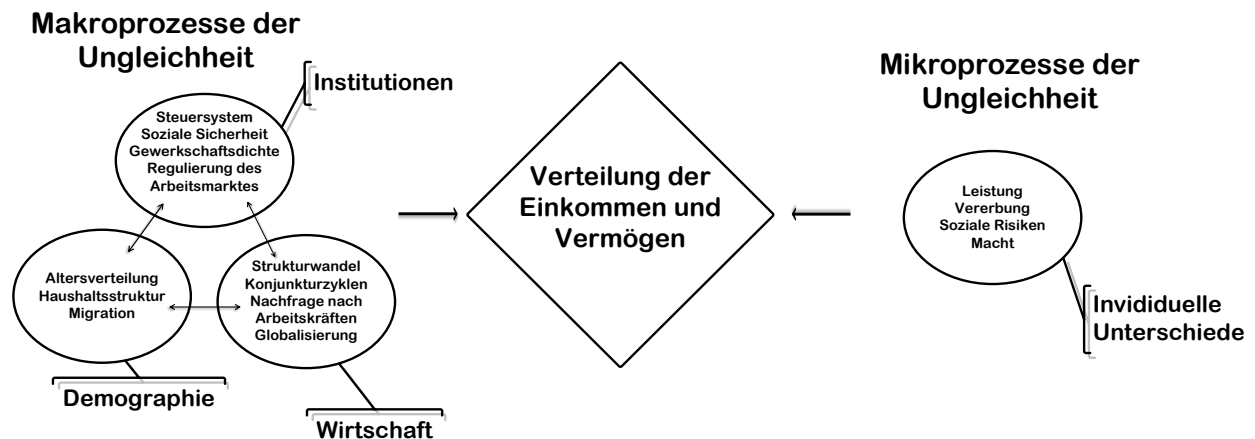 Makroprozesse der
Ungleichheit
Institutionen
Steuersystem
Soziale Sicherheit
Gewerkschaftsdichte
Regulierung des
Arbeitsmarktes
Altersverteilung
Haushaltsstruktur
Migration
Strukturwandel
Konjunkturzyklen
Nachfrage nach
Arbeitskräften
Globalisierung
Demographie
Wirtschaft
Verteilung der
Einkommen und
Vermögen
Mikroprozesse der
Ungleichheit
Leistung
Vererbung
Soziale Risiken
Macht
Invididuelle
Unterschiede